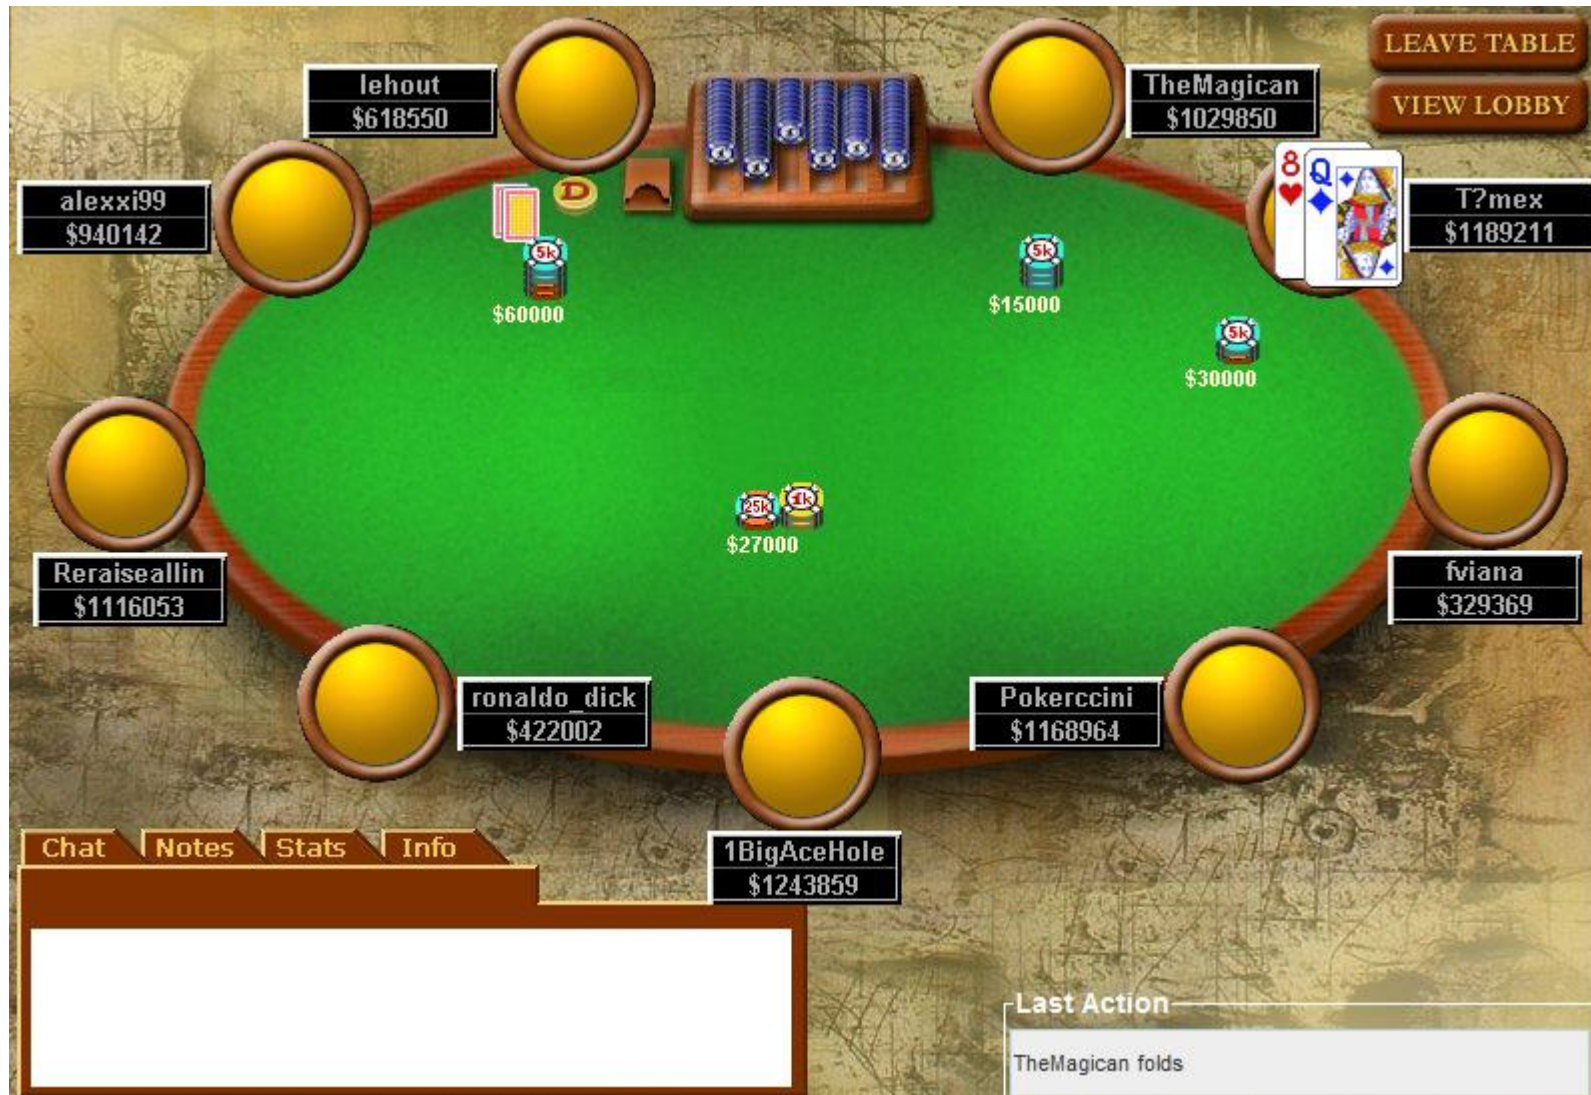 LEAVE TABLE
VIEW LOBBY
lehout
$618550
TheMagican
$1029850
alexxi99
$940142
8 Q
T?mex
$1189211
D
5k
$60000
5k
$15000
5k
$30000
25k 1k
$27000
Reraiseallin
$1116053
fviana
$329369
ronaldo_dick
$422002
Pokerccini
$1168964
1BigAceHole
$1243859
Chat Notes Stats Info
Last Action
TheMagican folds